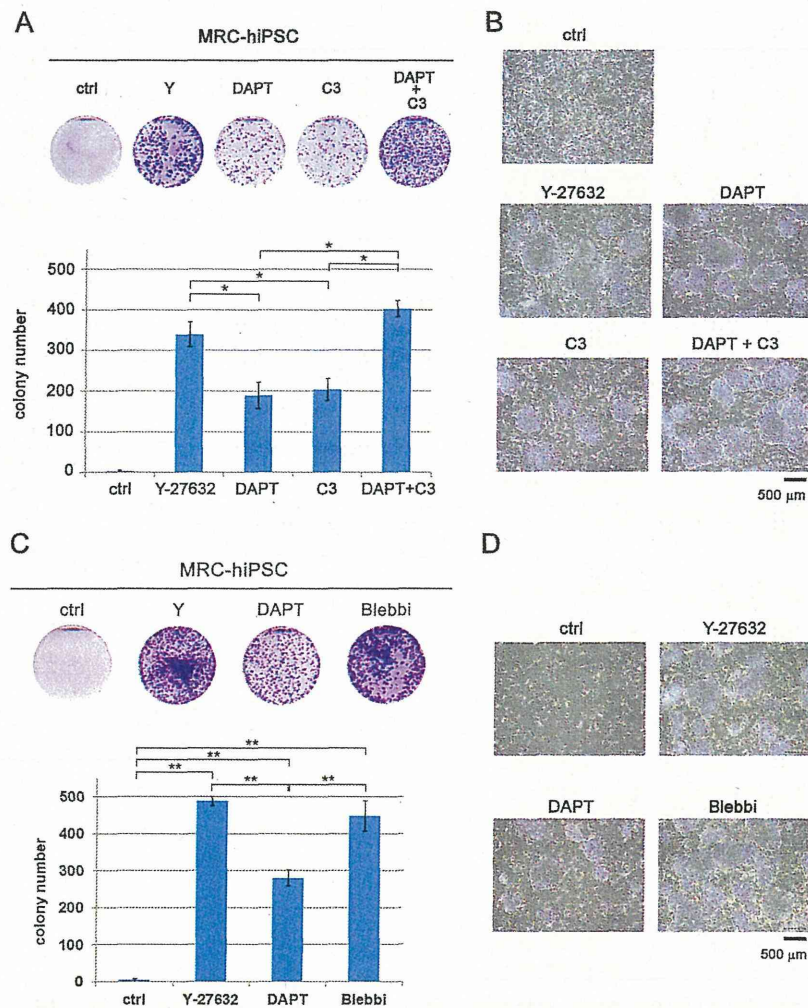 A
MRC-hiPSC
ctrl Y DAPT C3 DAPT + C3
colony number
500
400
300
200
100
0
* * * *
ctrl Y-27632 DAPT C3 DAPT+C3
B
ctrl
Y-27632 DAPT
C3 DAPT + C3
500 μm
C
MRC-hiPSC
ctrl Y DAPT Blebbi
colony number
500
400
300
200
100
0
** ** ** ** **
ctrl Y-27632 DAPT Blebbi
D
ctrl Y-27632
DAPT Blebbi
500 μm